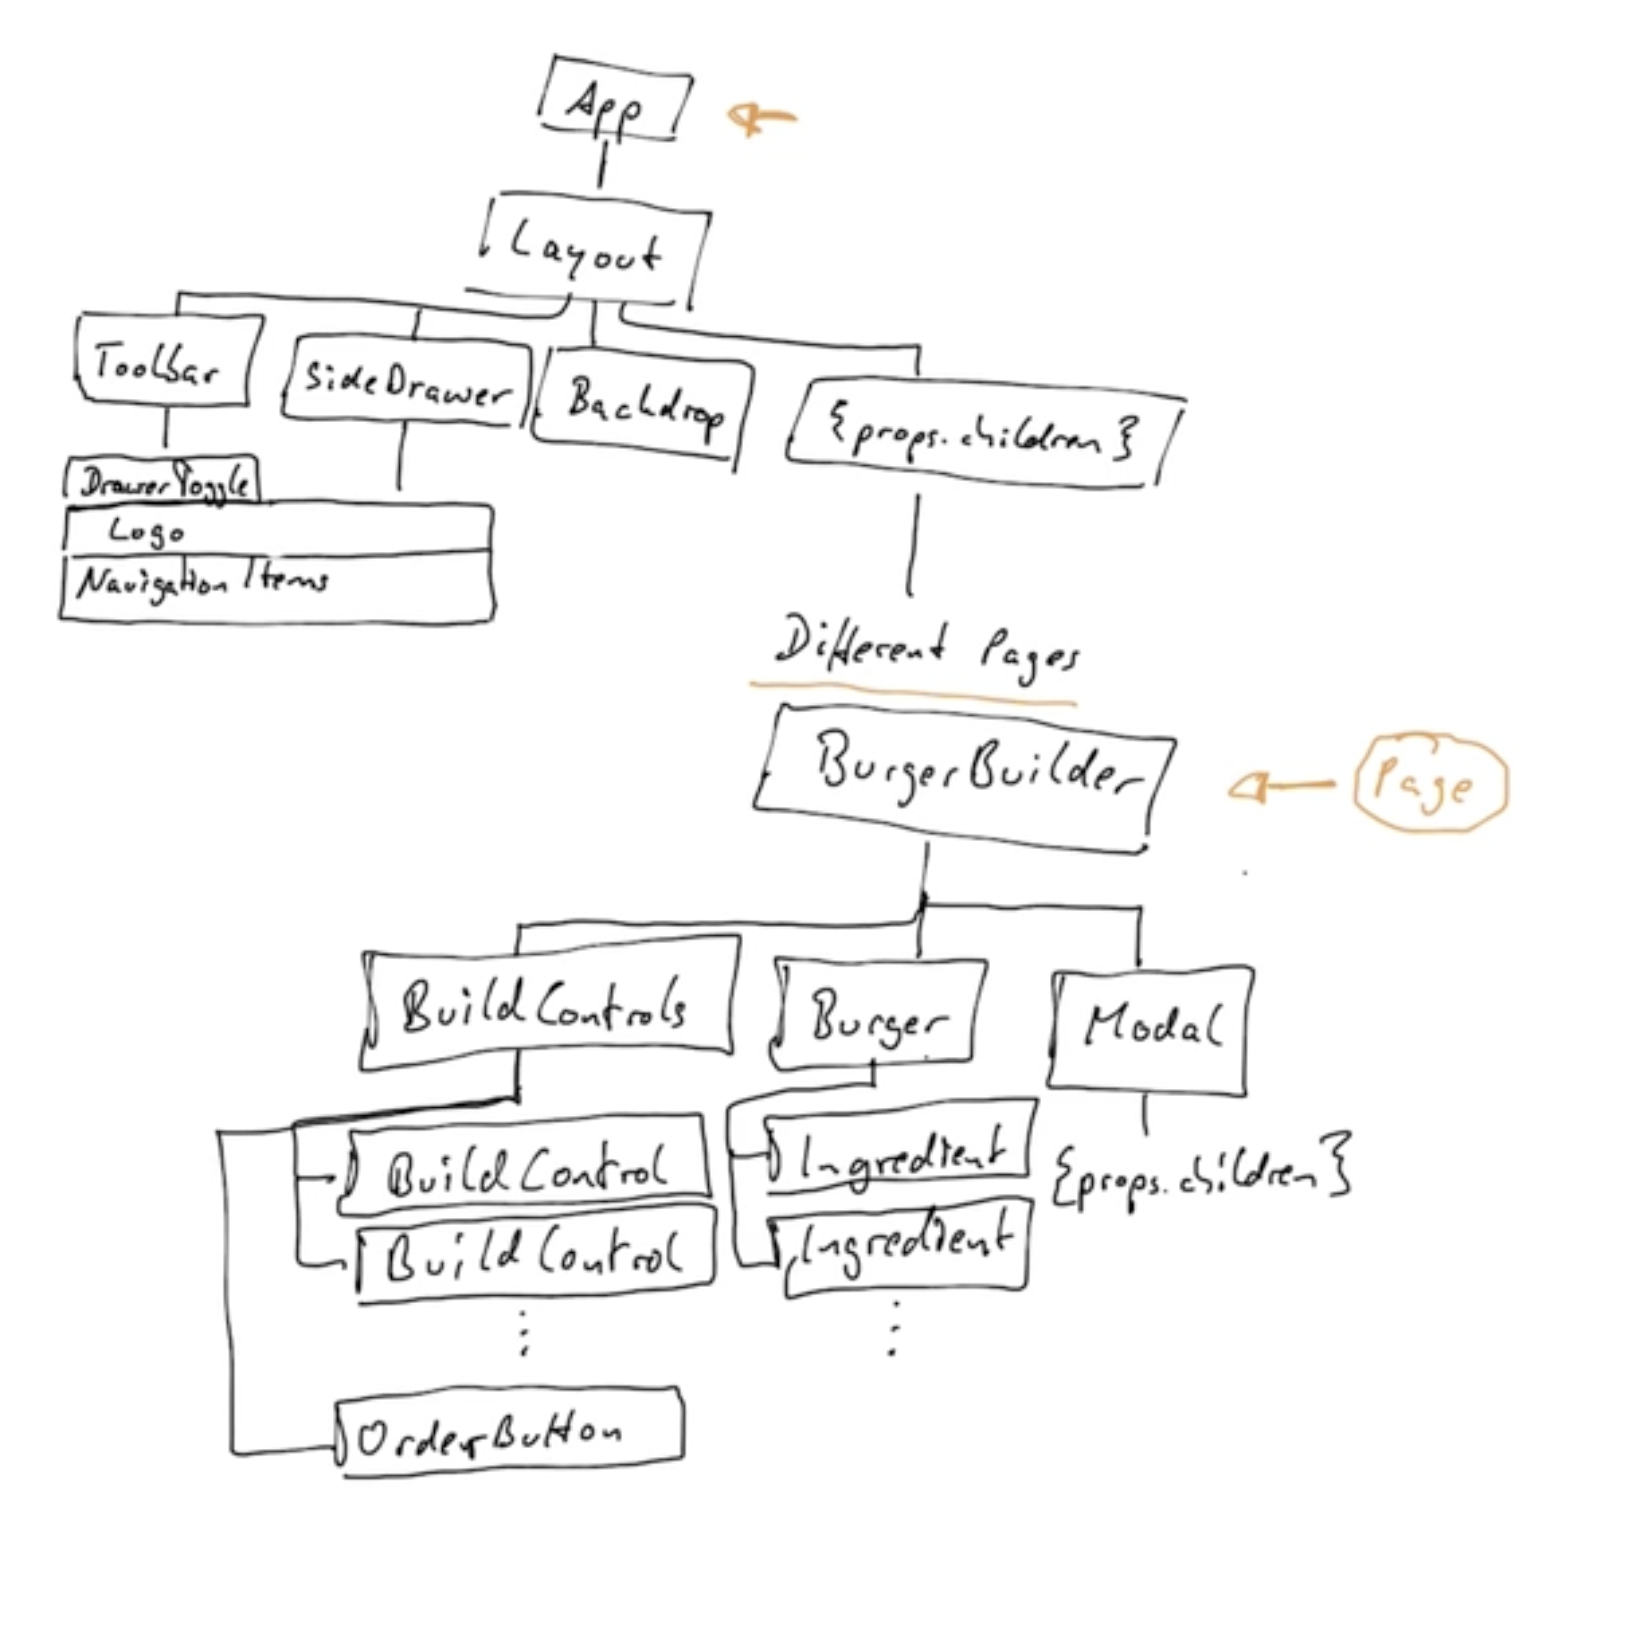 App
Layout
Toolbar
SideDrawer
Backdrop
{props.children}
DrawerToggle
Logo
Navigation Items
Different Pages
BurgerBuilder
Page
BuildControls
Burger
Modal
BuildControl
Ingredient
{props.children}
BuildControl
Ingredient
OrderButton